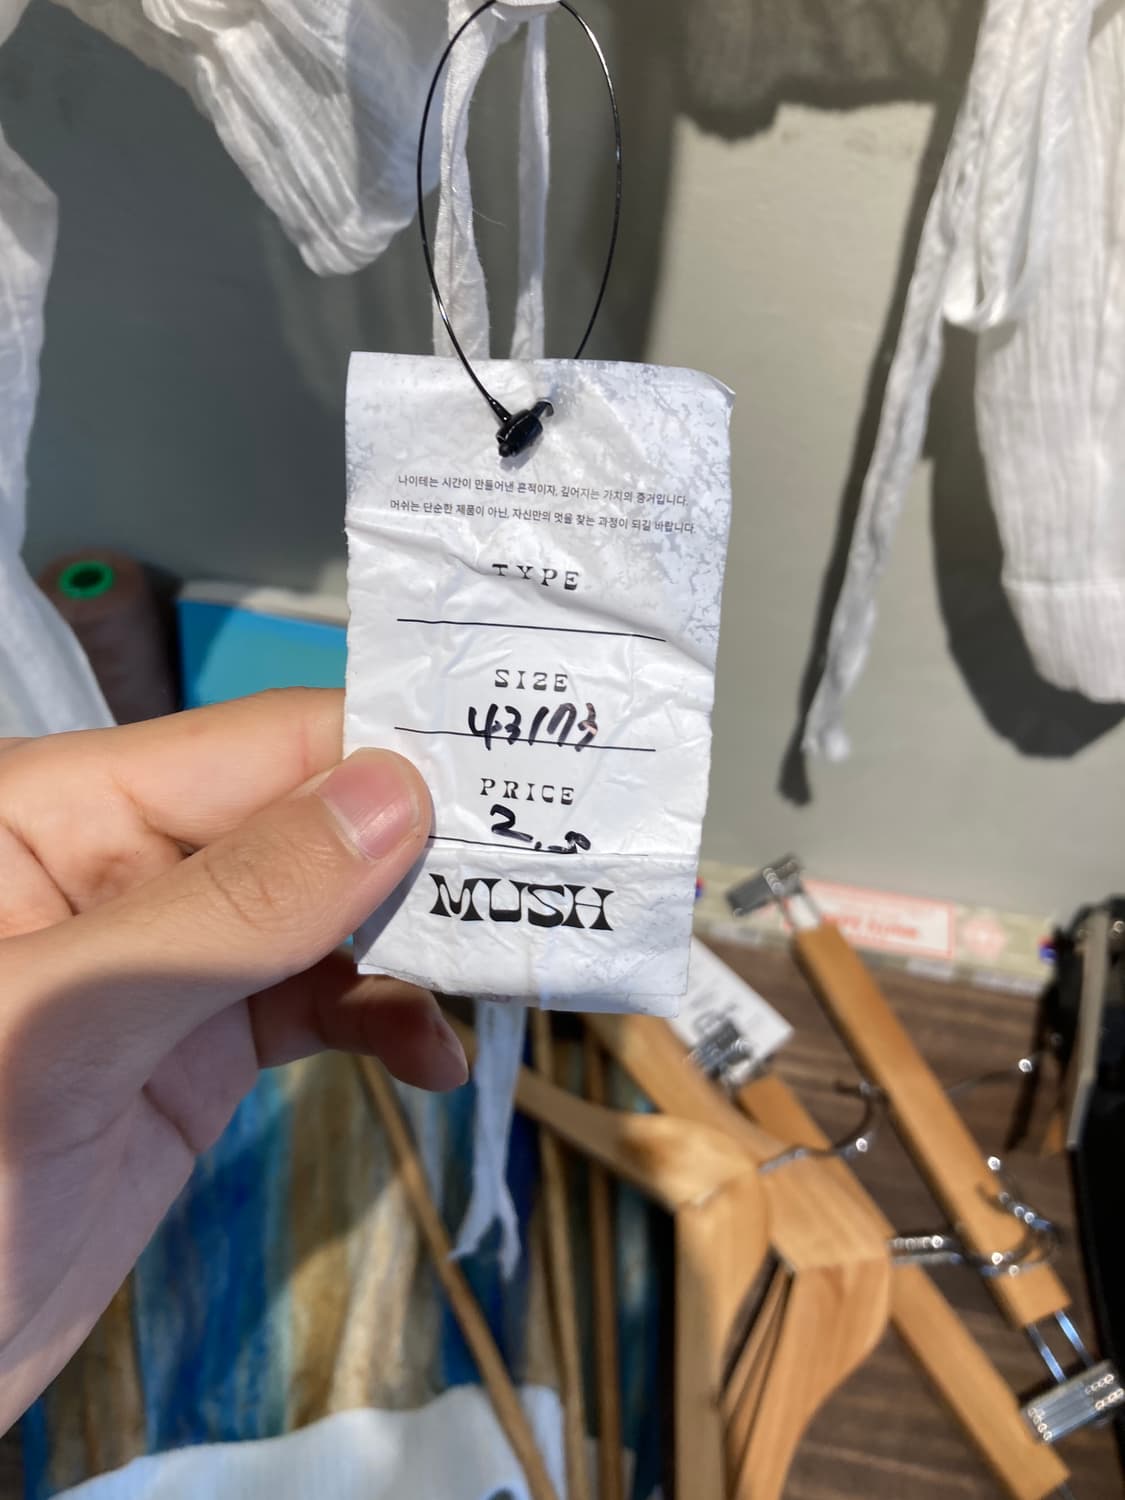 나이테는 시간이 만들어낸 흔적이자, 깊어지는 가치의 증거입니다.
머쉬는 단순한 제품이 아닌, 자신만의 멋을 찾는 과정이 되길 바랍니다.
TYPE
SIZE
43/73
PRICE
MUSH